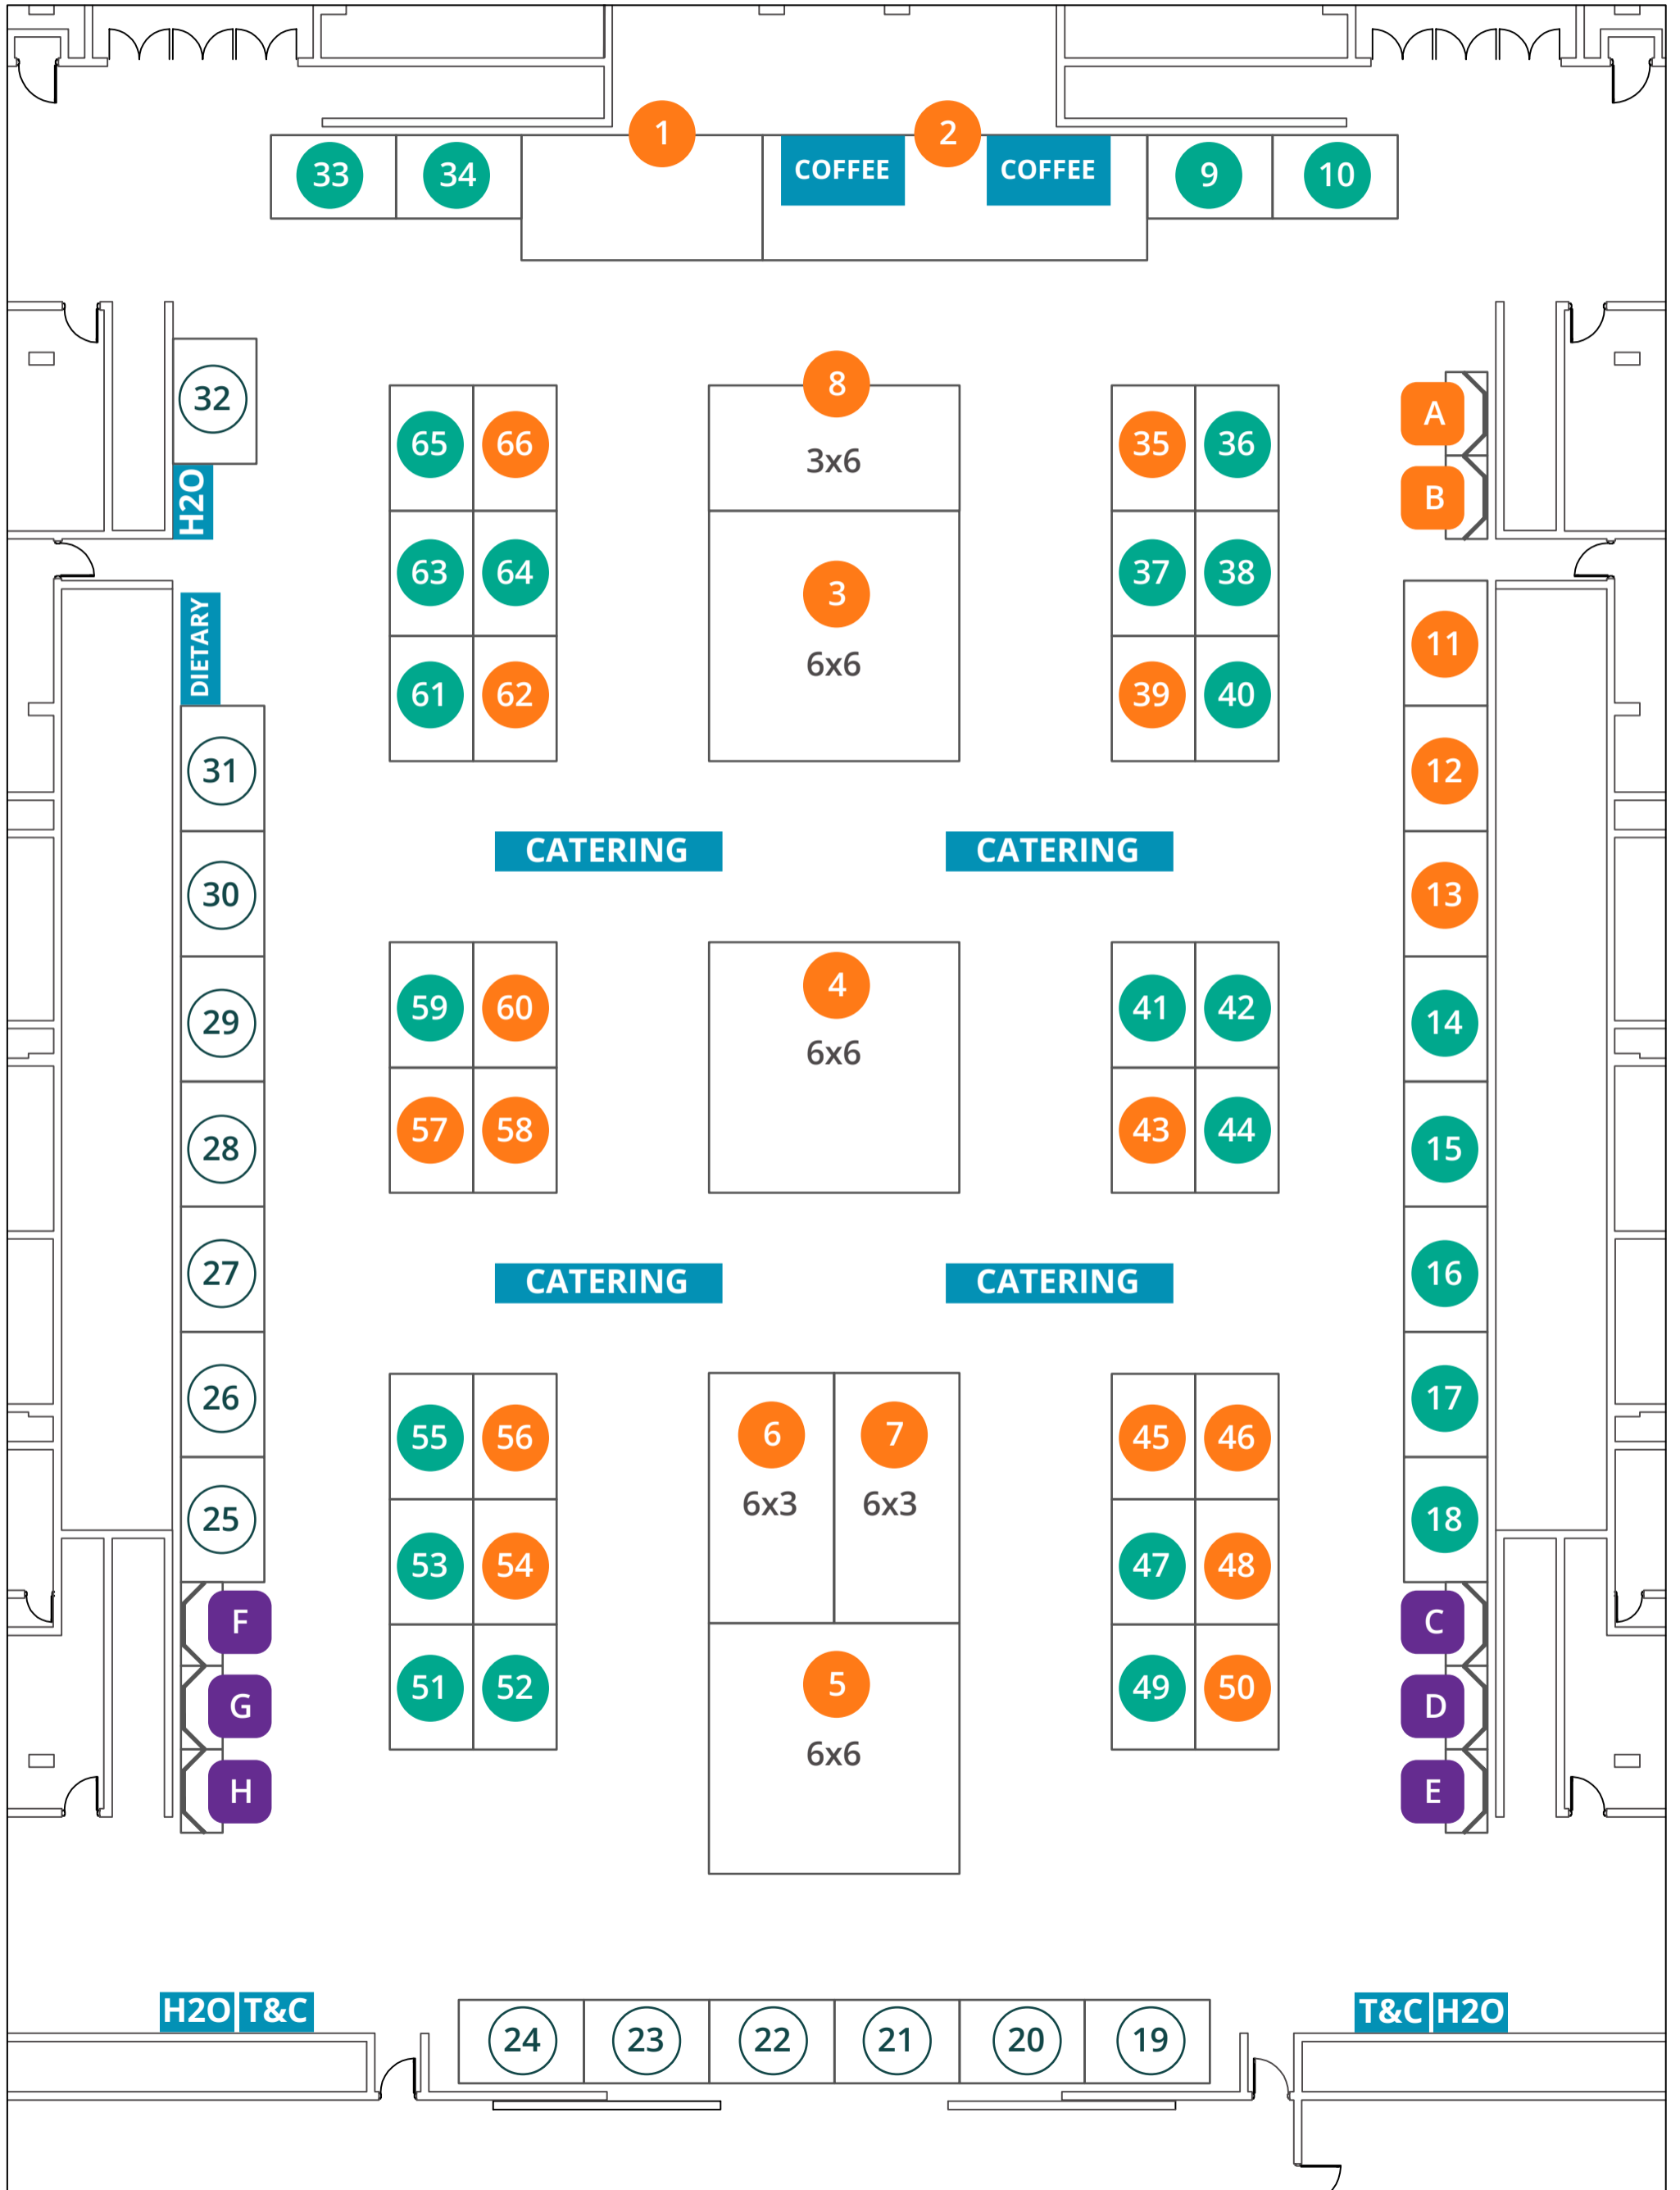 1 2
COFFEE COFFEE
33 34 9 10
8
32 65 66 3x6 35 36 A
H2O B
63 64 3 37 38
DIETARY 11
61 62 6x6 39 40
31 12
CATERING CATERING
30 13
59 60 4 41 42
29 6x6 14
57 58 43 44
28 15
27 16
CATERING CATERING
26 17
55 56 6 7 45 46
6x3 6x3
25 18
53 54 47 48
F C
51 52 5 49 50
G D
6x6
H E
H2O T&C T&C H2O
24 23 22 21 20 19